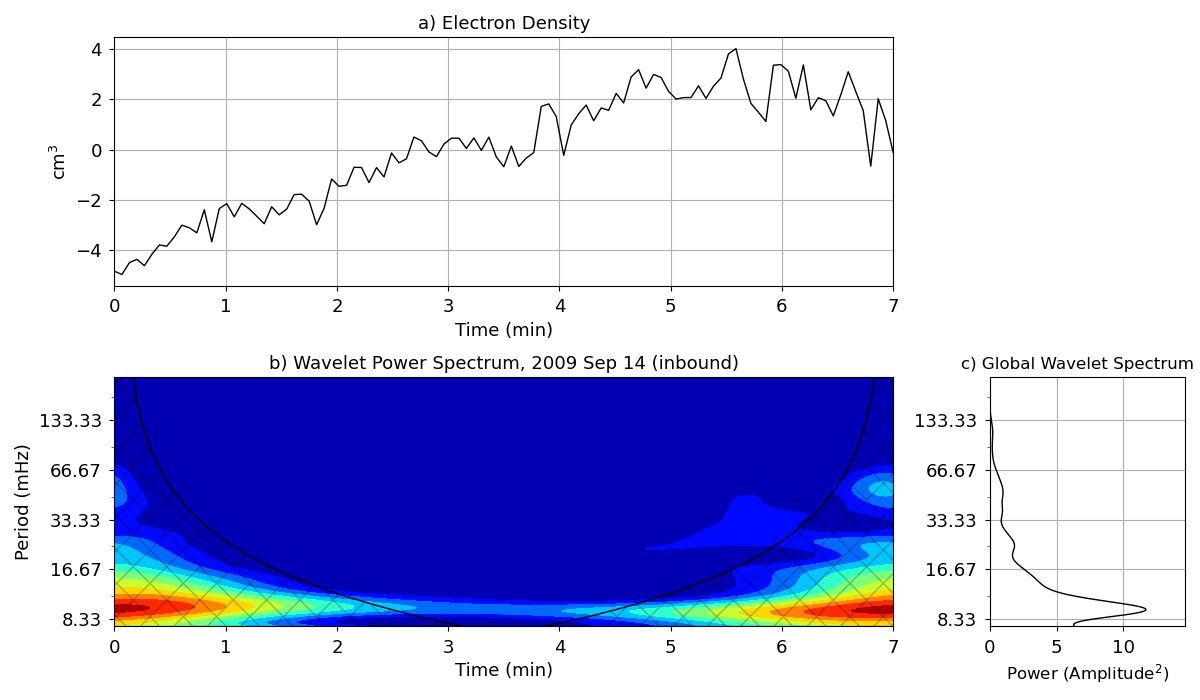 a) Electron Density
4
2
0
−2
−4
cm³
0 1 2 3 4 5 6 7
Time (min)
b) Wavelet Power Spectrum, 2009 Sep 14 (inbound)
133.33
66.67
33.33
16.67
8.33
Period (mHz)
0 1 2 3 4 5 6 7
Time (min)
c) Global Wavelet Spectrum
133.33
66.67
33.33
16.67
8.33
0 5 10
Power (Amplitude²)